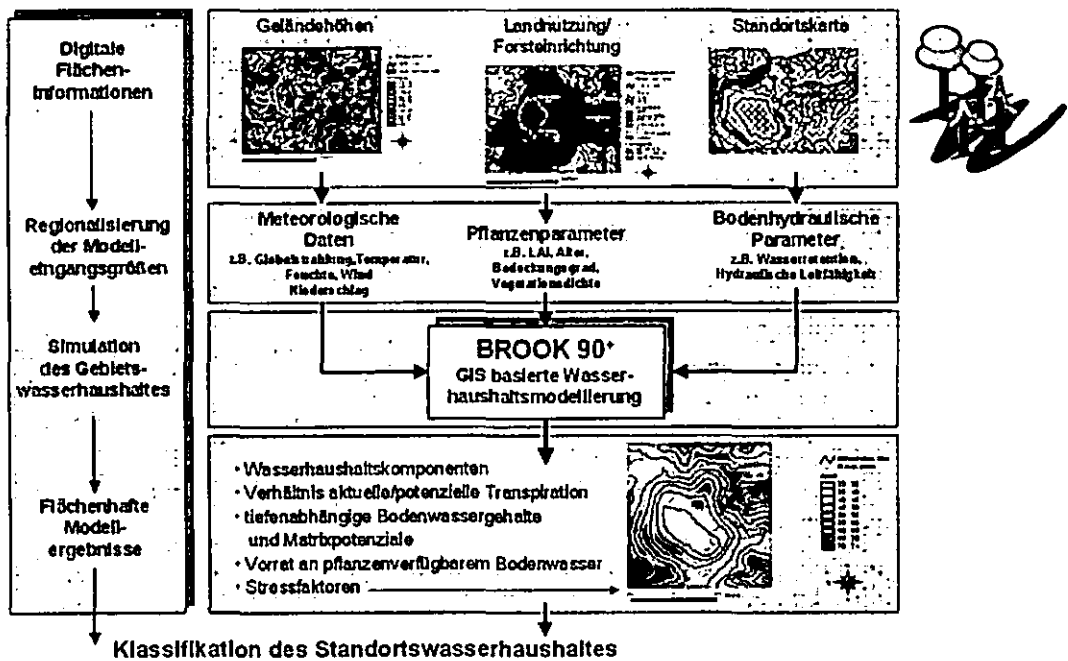 Digitale
Flächen-
Informationen
Regionalisierung
der Modell-
eingangsgrößen
Simulation
des Gebiets-
wasserhaushaltes
Flächenhafte
Modell-
ergebnisse
Geländehöhen
Landnutzung/
Forsteinrichtung
Standortskarte
Meteorologische
Daten
z.B. Globalstrahlung, Temperatur,
Feuchte, Wind
Niederschlag
Pflanzenparameter
z.B. LAI, Alter,
Bedeckungsgrad,
Vegetationsdichte
Bodenhydraulische
Parameter
z.B. Wasserretention,
Hydraulische Leitfähigkeit
BROOK 90+
GIS basierte Wasser-
haushaltsmodellierung
• Wasserhaushaltskomponenten
• Verhältnis aktuelle/potenzielle Transpiration
• tiefenabhängige Bodenwassergehalte
und Matrixpotenziale
• Vorrat an pflanzenverfügbarem Bodenwasser
• Stressfaktoren
Klassifikation des Standortswasserhaushaltes